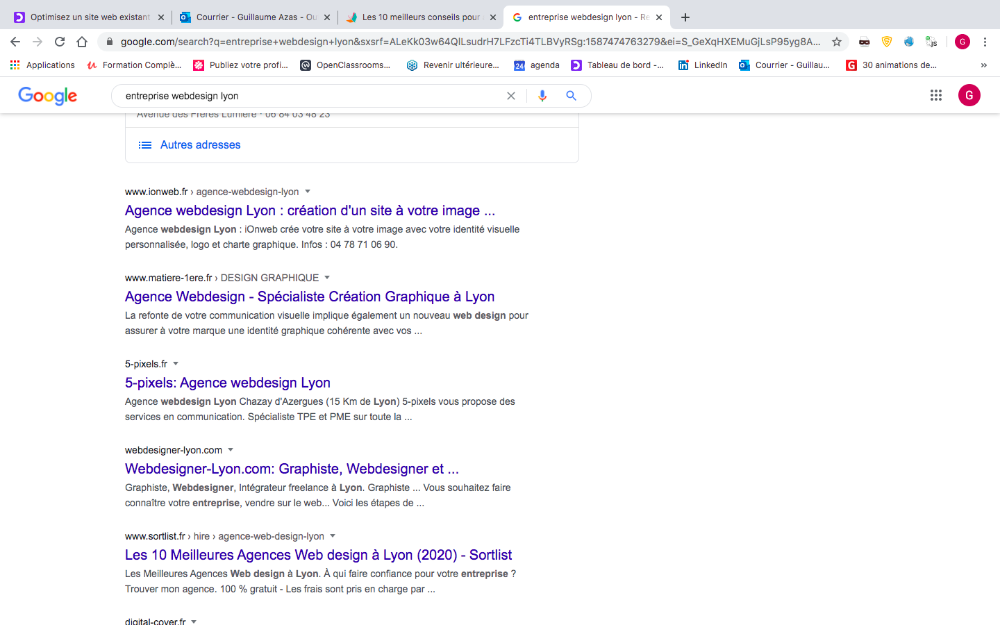 Optimisez un site web existant
Courrier - Guillaume Azas - Ou
Les 10 meilleurs conseils pour
entreprise webdesign lyon - Re
google.com/search?q=entreprise+webdesign+lyon&sxsrf=ALeKk03w64QILsudrH7LFzcTi4TLBVyRSg:1587474763279&ei=S_GeXqHXEMuGjLsP95yg8A...
js
G
Applications
Formation Complè...
Publiez votre profi...
OpenClassrooms...
Revenir ultérieure...
24
agenda
Tableau de bord -...
LinkedIn
Courrier - Guillau...
30 animations de...
»
Google
entreprise webdesign lyon
G
Avenue des Frères Lumière · 06 84 03 48 23
Autres adresses
www.ionweb.fr › agence-webdesign-lyon
Agence webdesign Lyon : création d'un site à votre image ...
Agence webdesign Lyon : iOnweb crée votre site à votre image avec votre identité visuelle
personnalisée, logo et charte graphique. Infos : 04 78 71 06 90.
www.matiere-1ere.fr › DESIGN GRAPHIQUE
Agence Webdesign - Spécialiste Création Graphique à Lyon
La refonte de votre communication visuelle implique également un nouveau web design pour
assurer à votre marque une identité graphique cohérente avec vos ...
5-pixels.fr
5-pixels: Agence webdesign Lyon
Agence webdesign Lyon Chazay d'Azergues (15 Km de Lyon) 5-pixels vous propose des
services en communication. Spécialiste TPE et PME sur toute la ...
webdesigner-lyon.com
Webdesigner-Lyon.com: Graphiste, Webdesigner et ...
Graphiste, Webdesigner, Intégrateur freelance à Lyon. Graphiste ... Vous souhaitez faire
connaître votre entreprise, vendre sur le web... Voici les étapes de ...
www.sortlist.fr › hire › agence-web-design-lyon
Les 10 Meilleures Agences Web design à Lyon (2020) - Sortlist
Les Meilleures Agences Web design à Lyon. À qui faire confiance pour votre entreprise ?
Trouver mon agence. 100 % gratuit - Les frais sont pris en charge par ...
digital-cover.fr